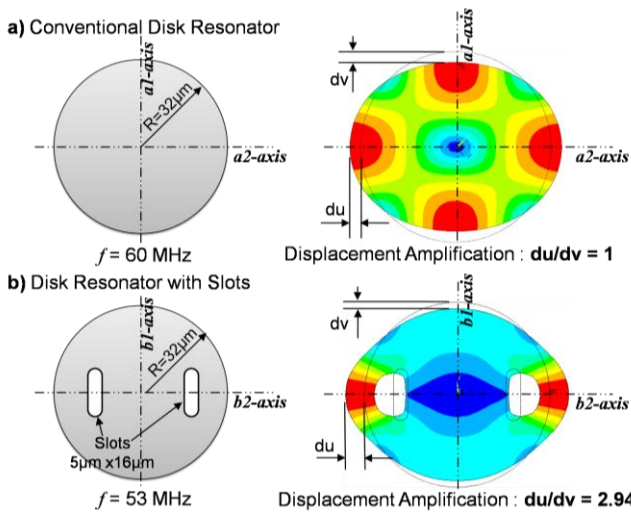 a) Conventional Disk Resonator
a1-axis
R=32µm
a2-axis
f = 60 MHz
dv
a1-axis
a2-axis
du
Displacement Amplification : du/dv = 1
b) Disk Resonator with Slots
b1-axis
R=32µm
b2-axis
Slots
5µm x16µm
f = 53 MHz
dv
b1-axis
b2-axis
du
Displacement Amplification : du/dv = 2.94